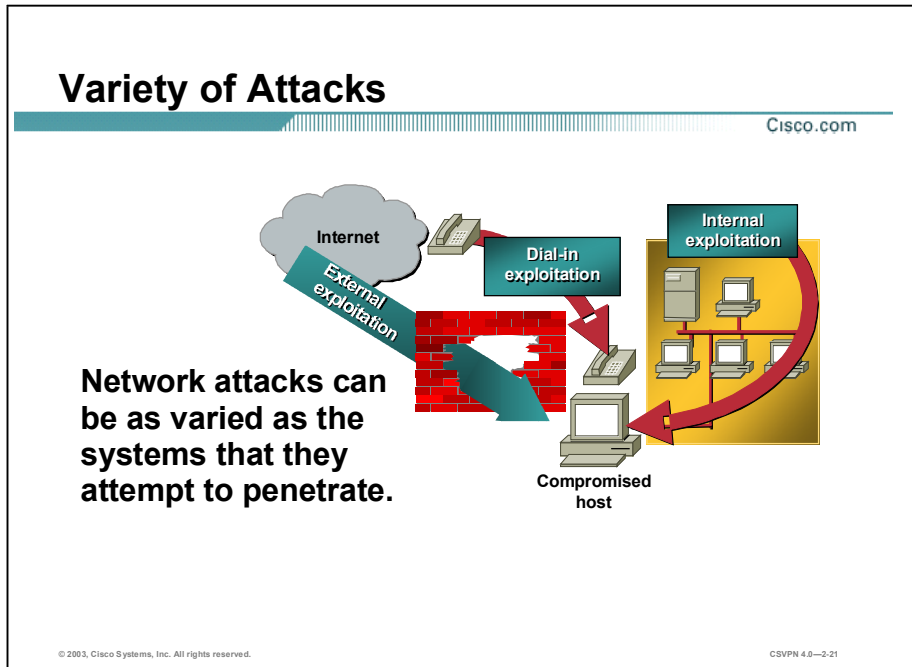 Variety of Attacks
Cisco.com
Internet
External
exploitation
Dial-in
exploitation
Internal
exploitation
Network attacks can
be as varied as the
systems that they
attempt to penetrate.
Compromised
host
© 2003, Cisco Systems, Inc. All rights reserved.
CSVPN 4.0—2-21